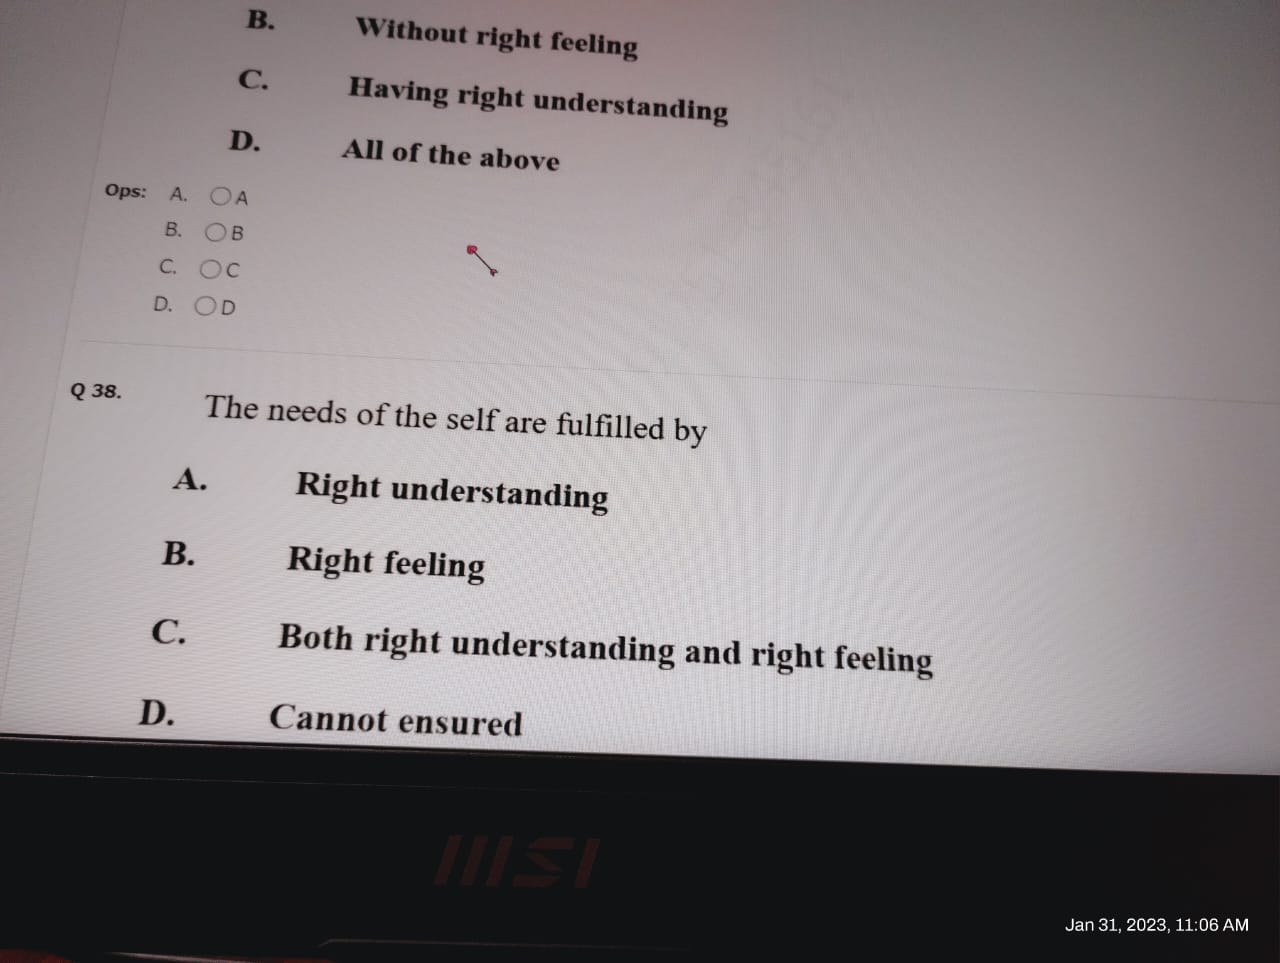 B. Without right feeling
C. Having right understanding
D. All of the above
Ops: A. A
B. B
C. C
D. D
Q 38. The needs of the self are fulfilled by
A. Right understanding
B. Right feeling
C. Both right understanding and right feeling
D. Cannot ensured
msi
Jan 31, 2023, 11:06 AM